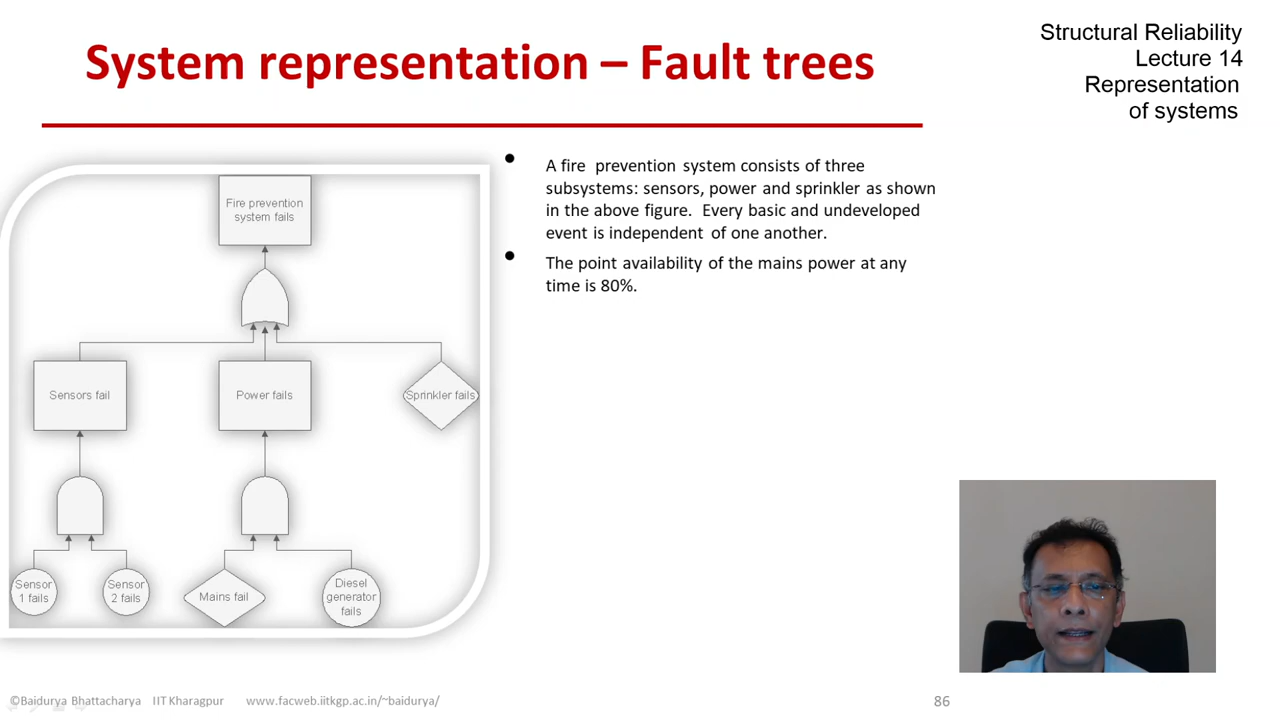 System representation – Fault trees
Structural Reliability
Lecture 14
Representation
of systems
Fire prevention
system fails
Sensors fail
Power fails
Sprinkler fails
Sensor
1 fails
Sensor
2 fails
Mains fail
Diesel
generator
fails
• A fire prevention system consists of three
subsystems: sensors, power and sprinkler as shown
in the above figure. Every basic and undeveloped
event is independent of one another.
• The point availability of the mains power at any
time is 80%.
©Baidurya Bhattacharya IIT Kharagpur www.facweb.iitkgp.ac.in/~baidurya/
86